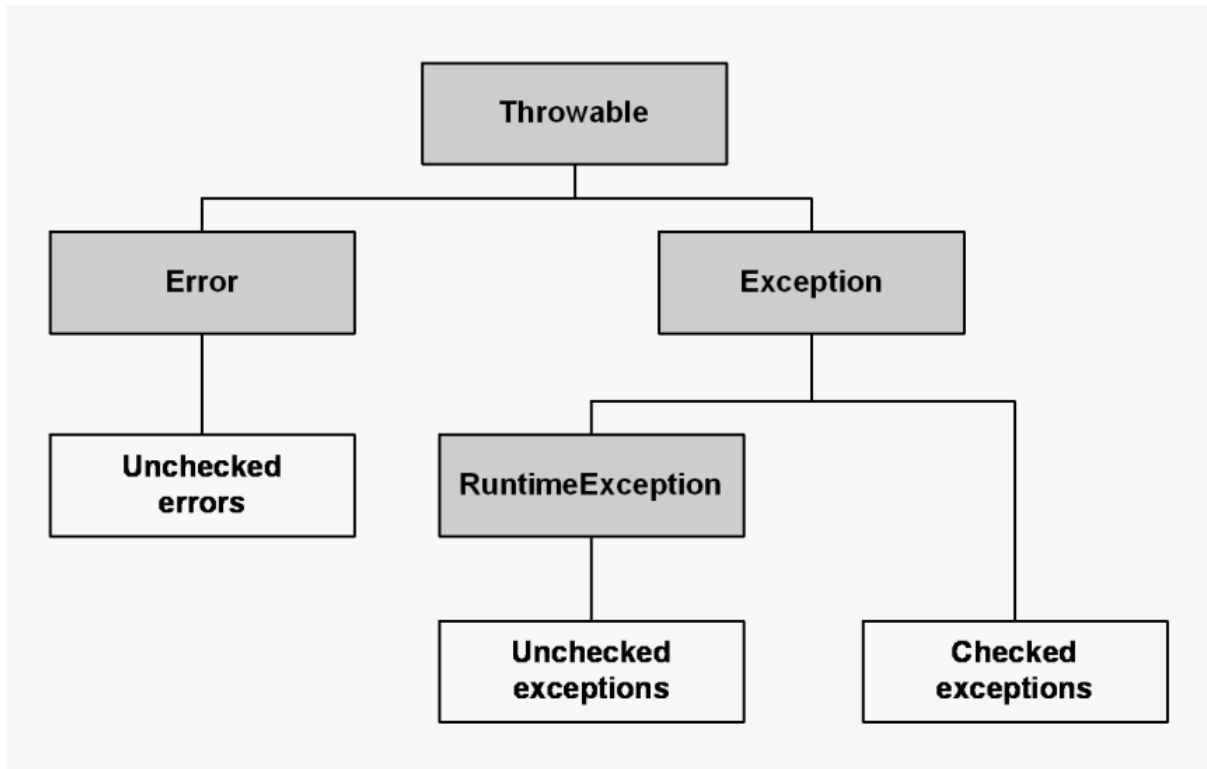 Throwable
Error
Exception
Unchecked
errors
RuntimeException
Unchecked
exceptions
Checked
exceptions